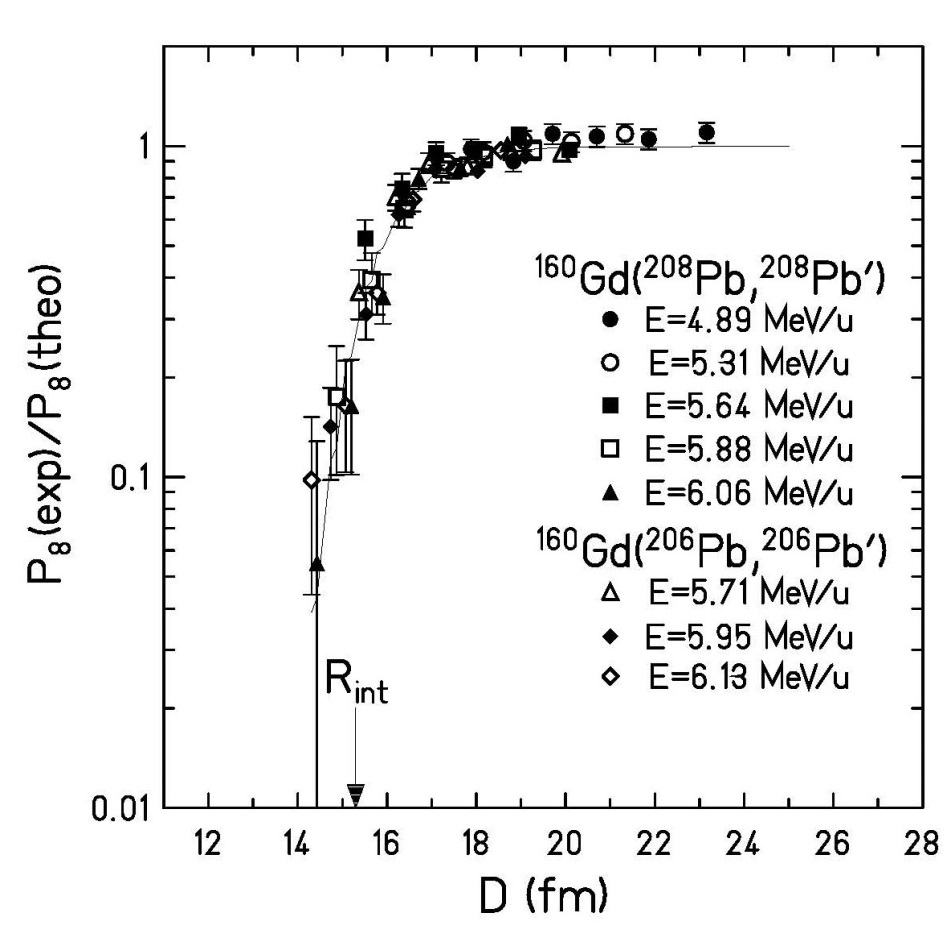 P₈(exp)/P₈(theo)
1
0.1
0.01
¹⁶⁰Gd(²⁰⁸Pb,²⁰⁸Pb′)
E=4.89 MeV/u
E=5.31 MeV/u
E=5.64 MeV/u
E=5.88 MeV/u
E=6.06 MeV/u
¹⁶⁰Gd(²⁰⁶Pb,²⁰⁶Pb′)
E=5.71 MeV/u
E=5.95 MeV/u
E=6.13 MeV/u
R_int
12 14 16 18 20 22 24 26 28
D (fm)